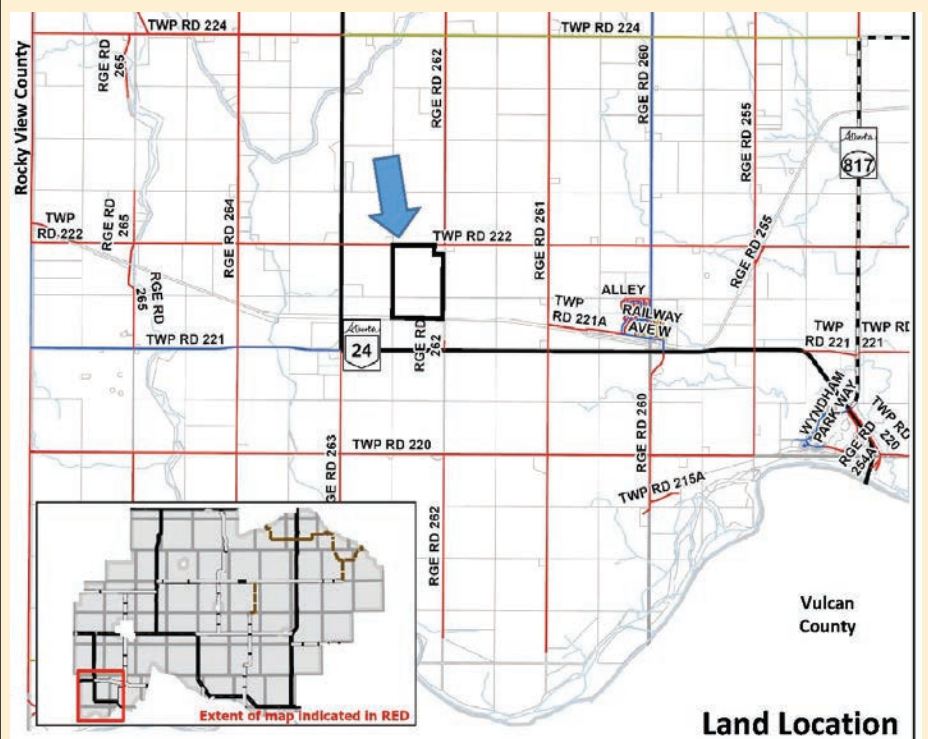 TWP RD 224
TWP RD 224
Rocky View County
RGE RD
265
RGE RD 262
RGE RD 260
RGE RD 255
Alberta
817
TWP
RD 222
RGE RD
265
RGE RD 264
TWP RD 222
RGE RD 261
RGE RD 255
RGE RD
265
ALLEY
RAILWAY
AVE W
TWP
RD 221A
TWP RD 221
Alberta
24
RGE RD
262
TWP
RD 221
TWP RD
221
WYNDHAM
PARK WAY
TWP RD
220
RGE RD
254A
TWP RD 220
RGE RD 260
GE RD 263
TWP RD 215A
RGE RD 262
Vulcan
County
Extent of map indicated in RED
Land Location